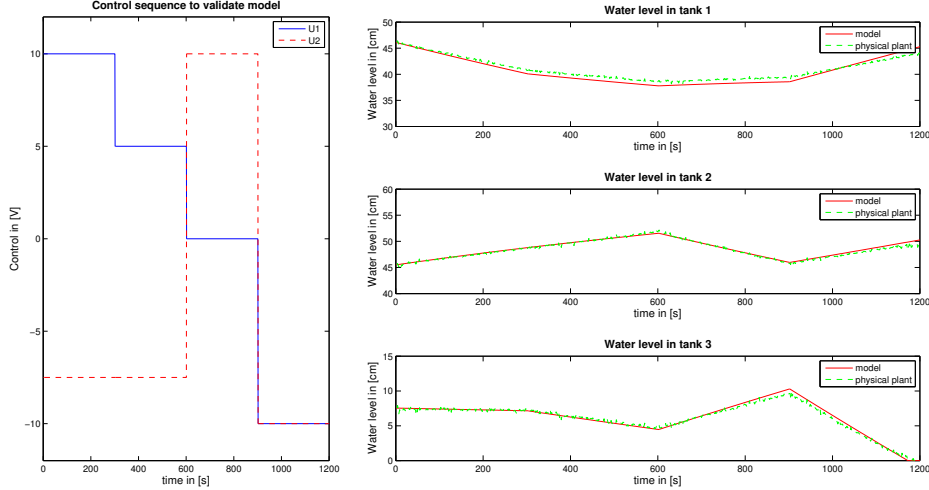 Control sequence to validate model
U1
U2
10
5
0
−5
−10
Control in [V]
0 200 400 600 800 1000 1200
time in [s]
Water level in tank 1
model
physical plant
50
45
40
35
30
Water level in [cm]
0 200 400 600 800 1000 1200
time in [s]
Water level in tank 2
model
physical plant
60
55
50
45
40
Water level in [cm]
0 200 400 600 800 1000 1200
time in [s]
Water level in tank 3
model
physical plant
15
10
5
0
Water level in [cm]
0 200 400 600 800 1000 1200
time in [s]